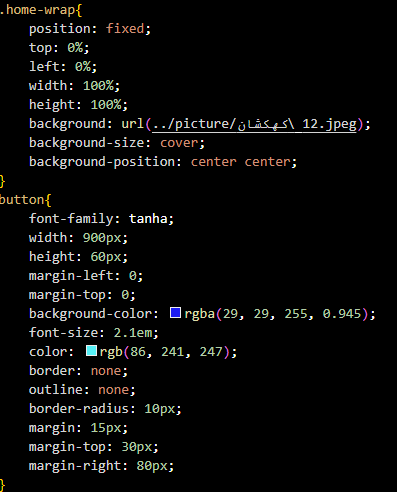 .home-wrap{
position: fixed;
top: 0%;
left: 0%;
width: 100%;
height: 100%;
background: url(../picture/کهکشان\ 12.jpeg);
background-size: cover;
background-position: center center;
}
button{
font-family: tanha;
width: 900px;
height: 60px;
margin-left: 0;
margin-top: 0;
background-color: rgba(29, 29, 255, 0.945);
font-size: 2.1em;
color: rgb(86, 241, 247);
border: none;
outline: none;
border-radius: 10px;
margin: 15px;
margin-top: 30px;
margin-right: 80px;
}